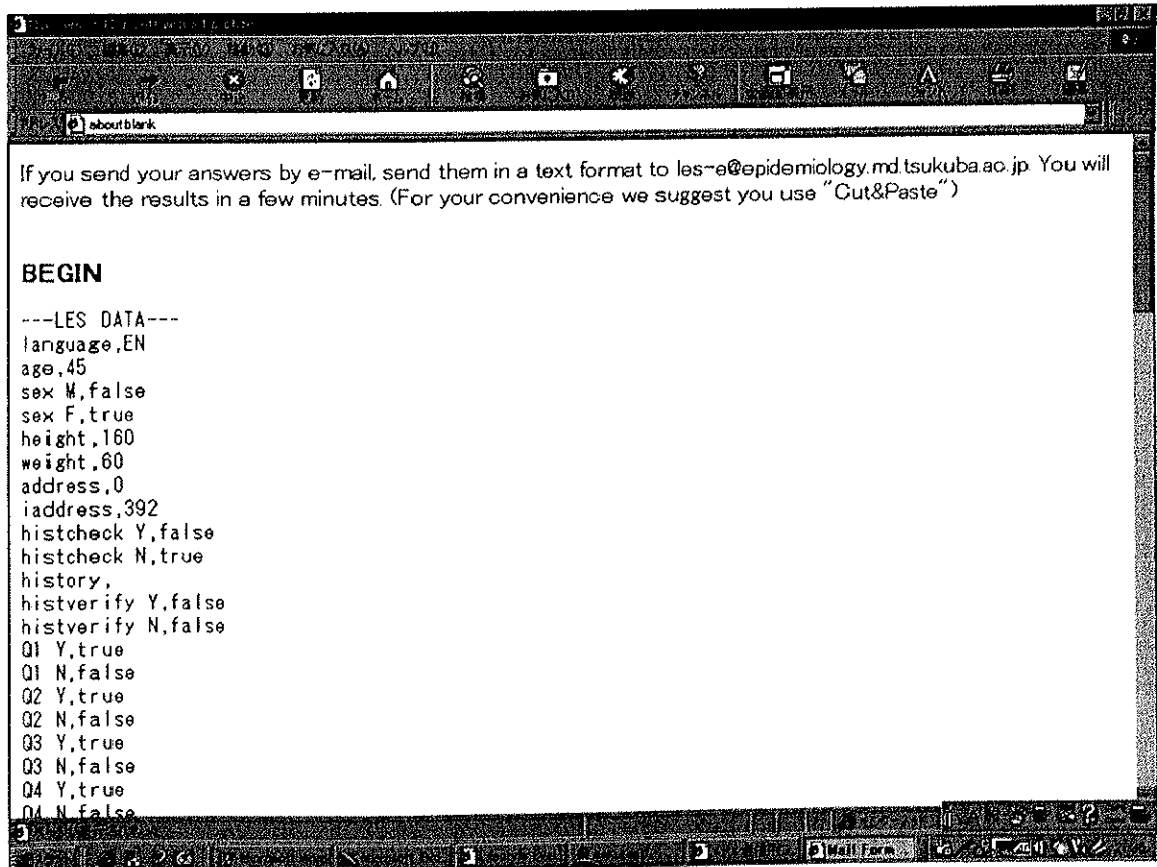 about:blank
If you send your answers by e-mail, send them in a text format to les-e@epidemiology.md.tsukuba.ac.jp. You will
receive the results in a few minutes. (For your convenience we suggest you use "Cut&Paste")
BEGIN
---LES DATA---
language,EN
age,45
sex M,false
sex F,true
height,160
weight,60
address,0
iaddress,392
histcheck Y,false
histcheck N,true
history,
histverify Y,false
histverify N,false
Q1 Y,true
Q1 N,false
Q2 Y,true
Q2 N,false
Q3 Y,true
Q3 N,false
Q4 Y,true
Q4 N,false
Mail Form